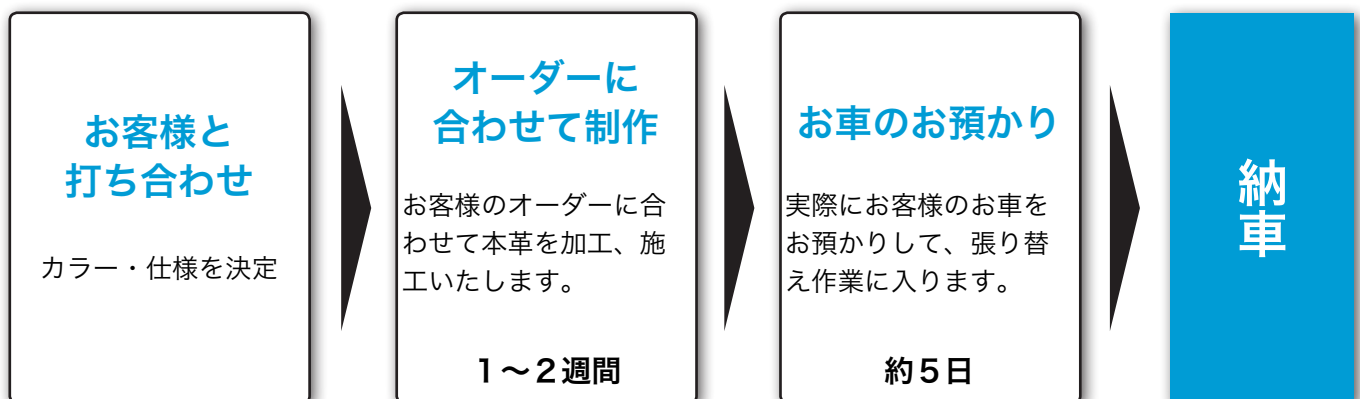 お客様と
打ち合わせ
カラー・仕様を決定
オーダーに
合わせて制作
お客様のオーダーに合
わせて本革を加工、施
工いたします。
１〜２週間
お車のお預かり
実際にお客様のお車を
お預かりして、張り替
え作業に入ります。
約５日
納車